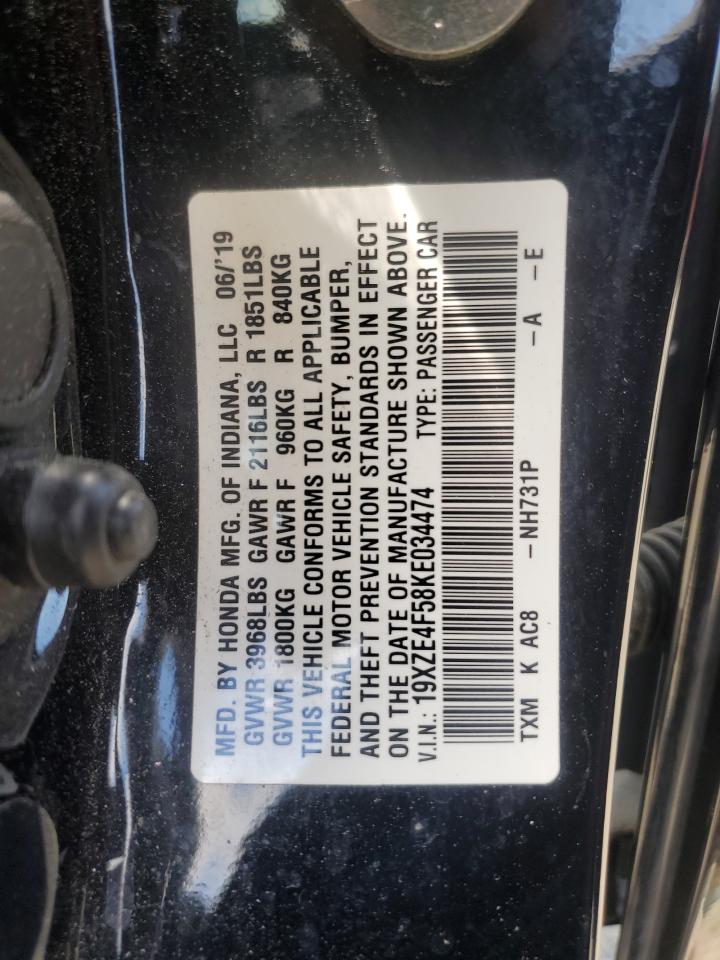 MFD. BY HONDA MFG. OF INDIANA, LLC 06/'19
GVWR 3968LBS GAWR F 2116LBS R 1851LBS
GVWR 1800KG GAWR F 960KG R 840KG
THIS VEHICLE CONFORMS TO ALL APPLICABLE
FEDERAL MOTOR VEHICLE SAFETY, BUMPER,
AND THEFT PREVENTION STANDARDS IN EFFECT
ON THE DATE OF MANUFACTURE SHOWN ABOVE.
V.I.N.: 19XZE4F58KE034474 TYPE: PASSENGER CAR
TXM K AC8 -NH731P -A -E